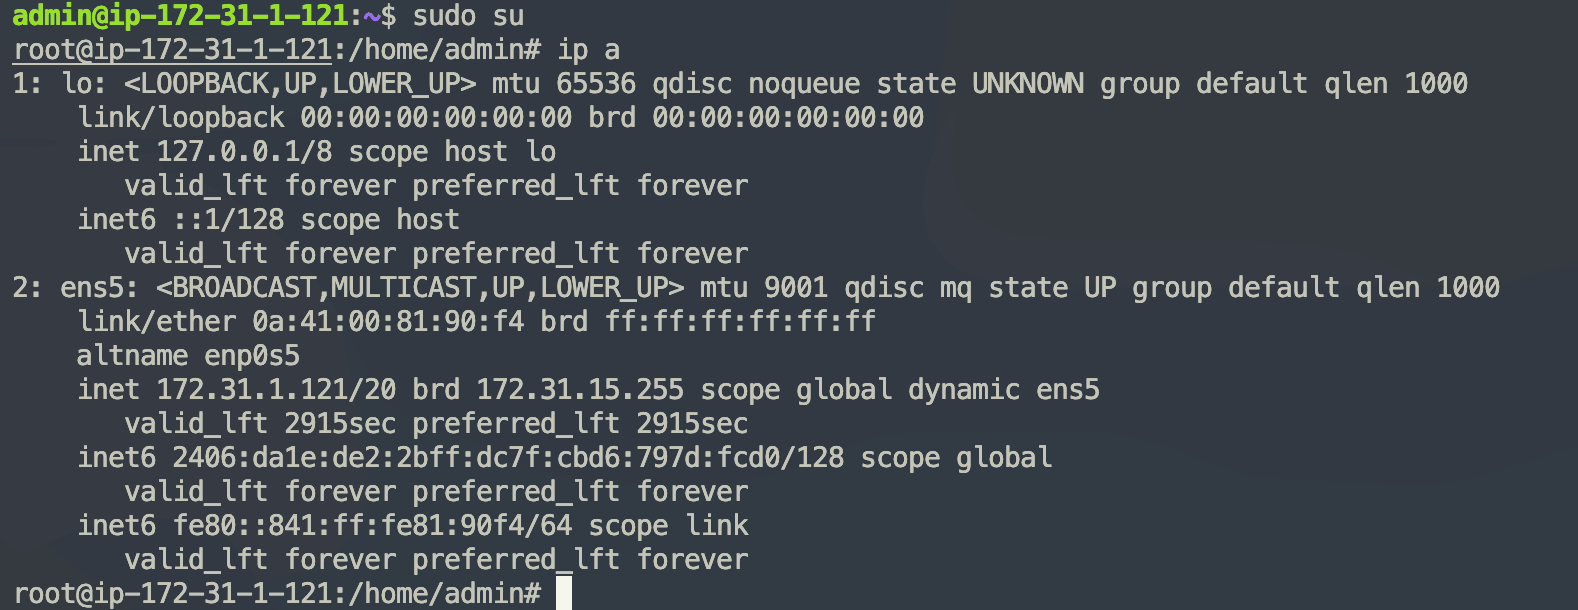 admin@ip-172-31-1-121:~$ sudo su
root@ip-172-31-1-121:/home/admin# ip a
1: lo: <LOOPBACK,UP,LOWER_UP> mtu 65536 qdisc noqueue state UNKNOWN group default qlen 1000
    link/loopback 00:00:00:00:00:00 brd 00:00:00:00:00:00
    inet 127.0.0.1/8 scope host lo
       valid_lft forever preferred_lft forever
    inet6 ::1/128 scope host
       valid_lft forever preferred_lft forever
2: ens5: <BROADCAST,MULTICAST,UP,LOWER_UP> mtu 9001 qdisc mq state UP group default qlen 1000
    link/ether 0a:41:00:81:90:f4 brd ff:ff:ff:ff:ff:ff
    altname enp0s5
    inet 172.31.1.121/20 brd 172.31.15.255 scope global dynamic ens5
       valid_lft 2915sec preferred_lft 2915sec
    inet6 2406:da1e:de2:2bff:dc7f:cbd6:797d:fcd0/128 scope global
       valid_lft forever preferred_lft forever
    inet6 fe80::841:ff:fe81:90f4/64 scope link
       valid_lft forever preferred_lft forever
root@ip-172-31-1-121:/home/admin#